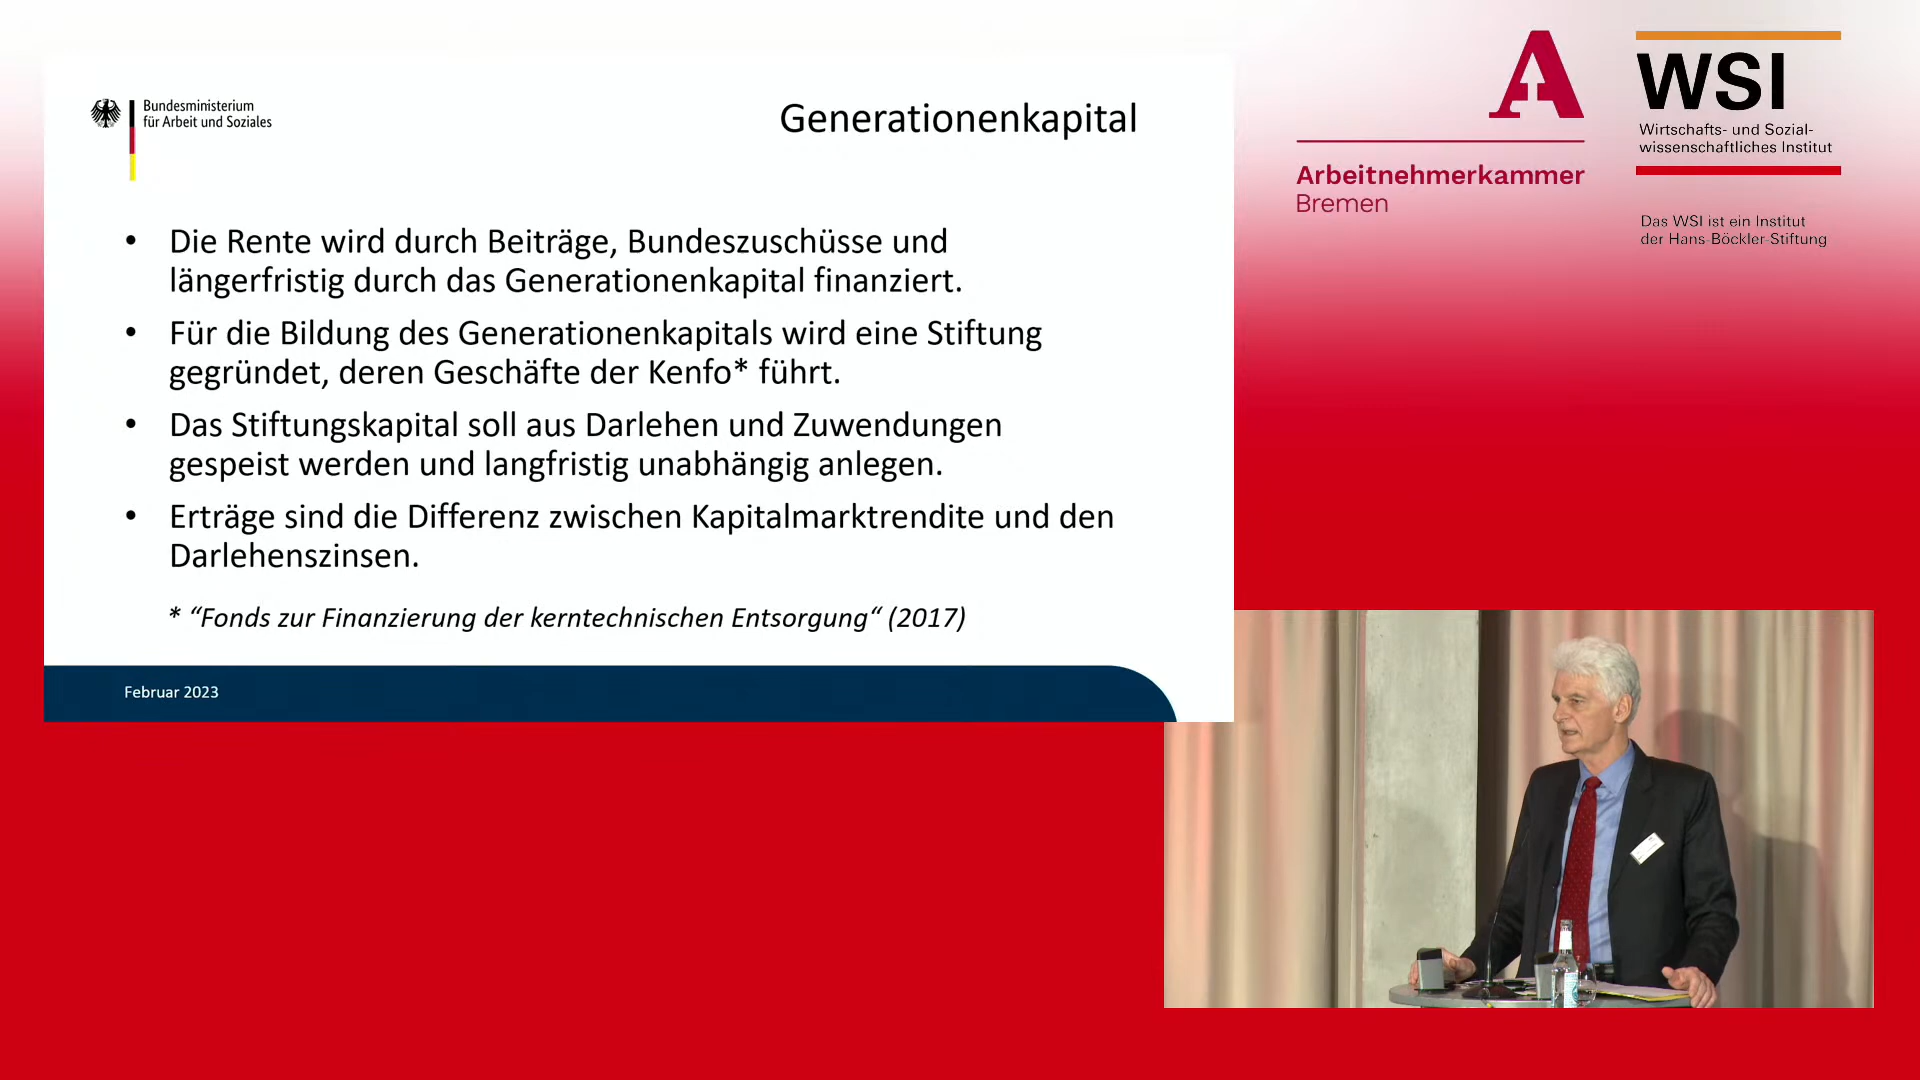 Bundesministerium
für Arbeit und Soziales
Generationenkapital
• Die Rente wird durch Beiträge, Bundeszuschüsse und
längerfristig durch das Generationenkapital finanziert.
• Für die Bildung des Generationenkapitals wird eine Stiftung
gegründet, deren Geschäfte der Kenfo* führt.
• Das Stiftungskapital soll aus Darlehen und Zuwendungen
gespeist werden und langfristig unabhängig anlegen.
• Erträge sind die Differenz zwischen Kapitalmarktrendite und den
Darlehenszinsen.
* “Fonds zur Finanzierung der kerntechnischen Entsorgung“ (2017)
Februar 2023
A
Arbeitnehmerkammer
Bremen
WSI
Wirtschafts- und Sozial-
wissenschaftliches Institut
Das WSI ist ein Institut
der Hans-Böckler-Stiftung